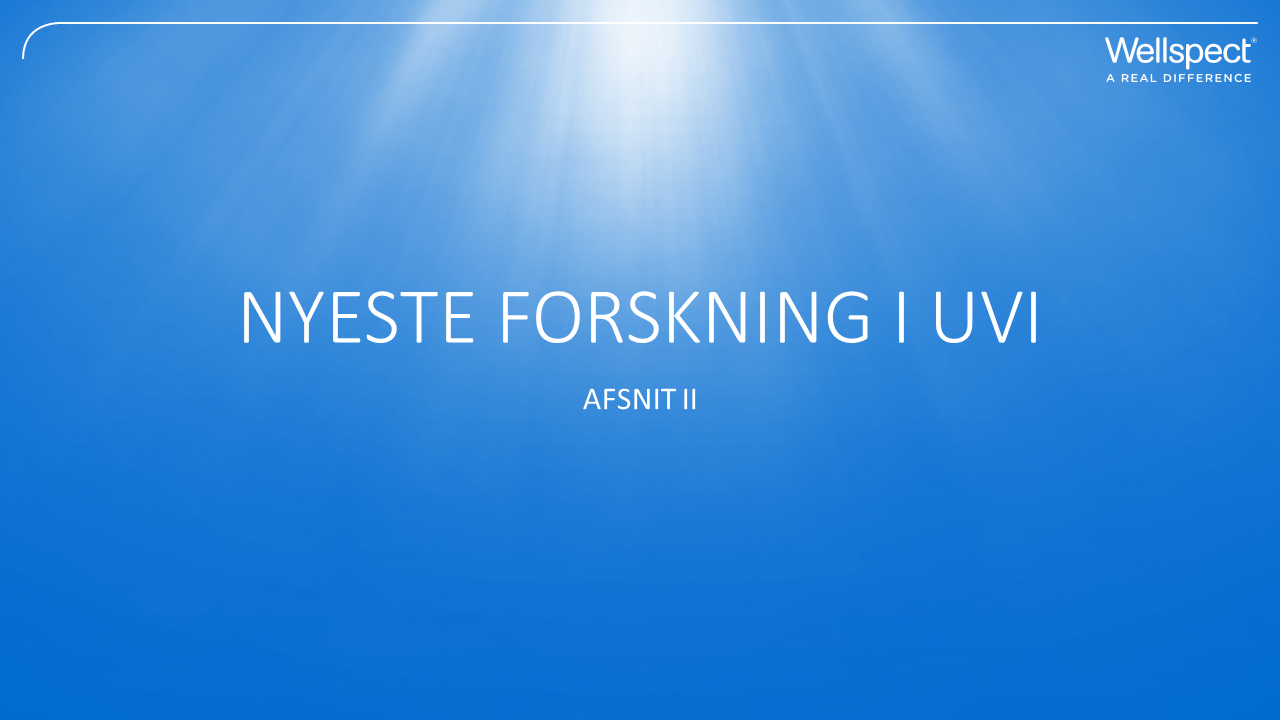 Wellspect®
A REAL DIFFERENCE
NYESTE FORSKNING I UVI
AFSNIT II